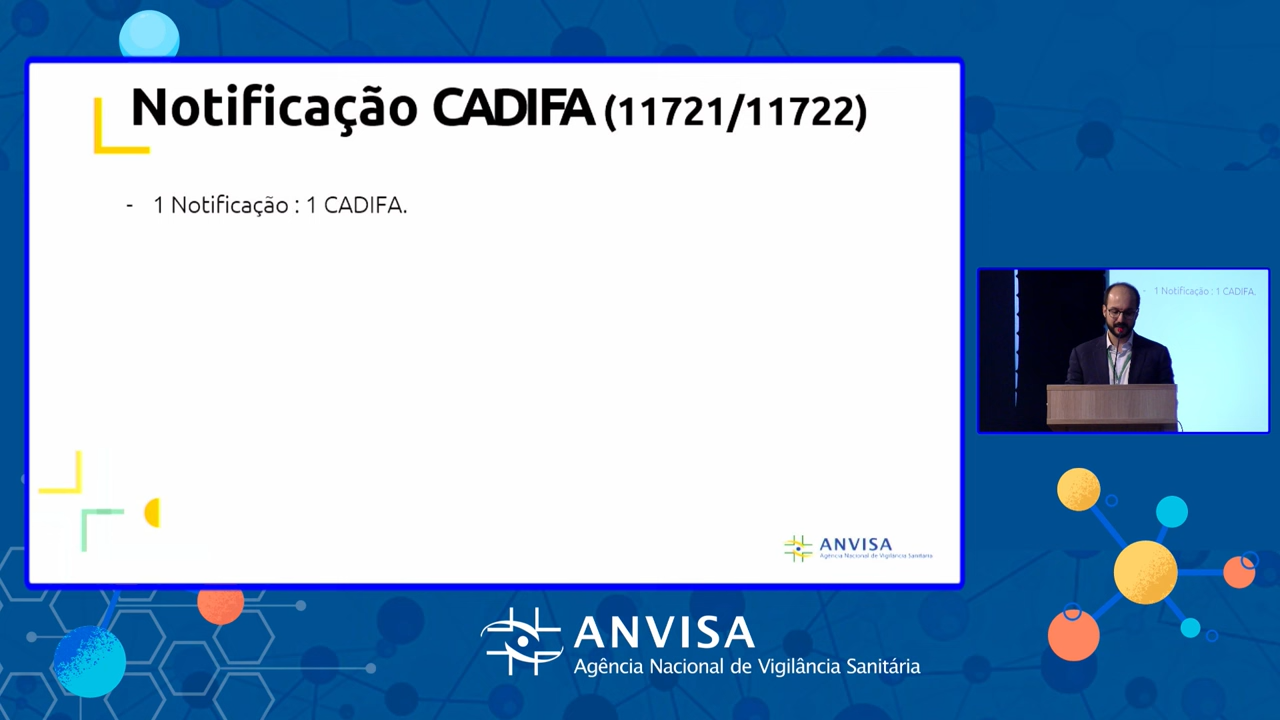 Notificação CADIFA (11721/11722)
- 1 Notificação : 1 CADIFA.
- 1 Notificação : 1 CADIFA.
ANVISA
Agência Nacional de Vigilância Sanitária
ANVISA
Agência Nacional de Vigilância Sanitária